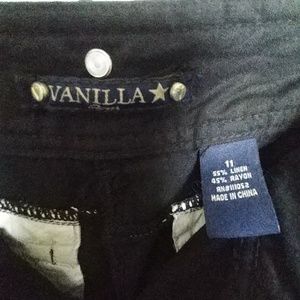 VANILLA★
11
55% LINEN
45% RAYON
RN#111052
MADE IN CHINA